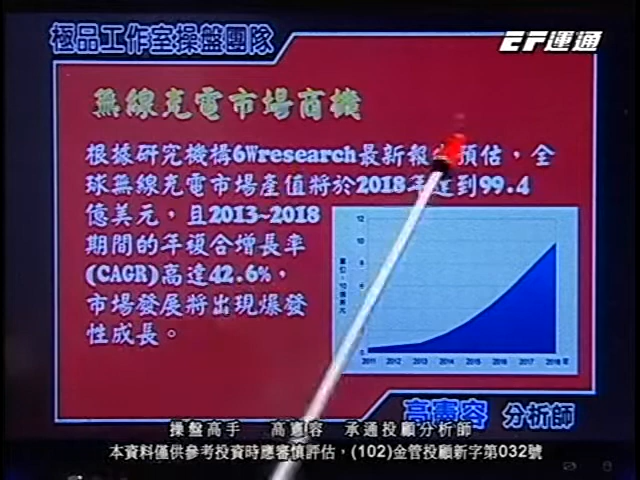 極品工作室操盤團隊
EF運通
無線充電市場商機
根據研究機構6Wresearch最新報 預估，全
球無線充電市場產值將於2018年達到99.4
億美元，且2013~2018
期間的年複合增長率
(CAGR)高達42.6%，
市場發展將出現爆發
性成長。
12
10
8
6
單位：10億美元
2011 2012 2013 2014 2015 2016 2017 2018 年
高憲容 分析師
操盤高手 高憲容 承通投顧分析師
本資料僅供參考投資時應審慎評估，(102)金管投顧新字第032號